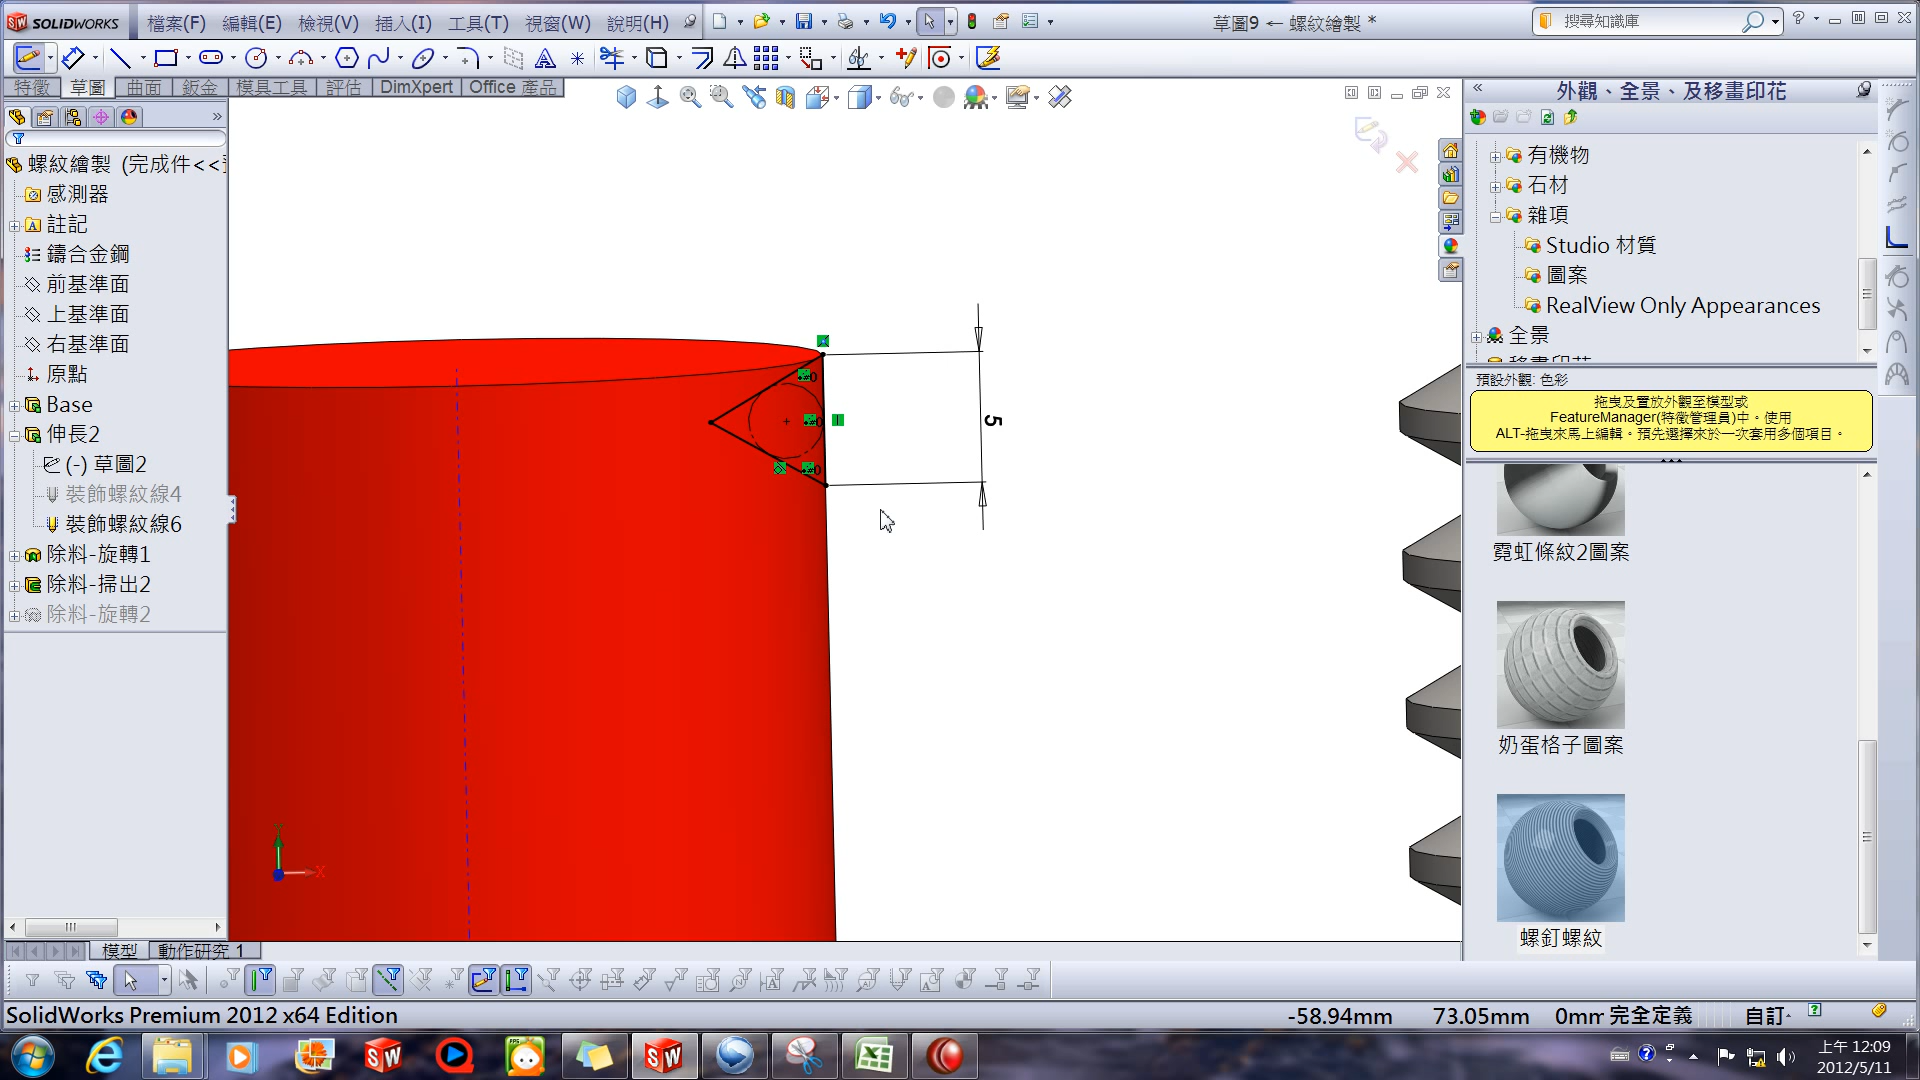 SOLIDWORKS 檔案(F) 編輯(E) 檢視(V) 插入(I) 工具(T) 視窗(W) 說明(H) 草圖9 ← 螺紋繪製 * 搜尋知識庫
特徵 草圖 曲面 鈑金 模具工具 評估 DimXpert Office 產品
螺紋繪製 (完成件<<
感測器
註記
鑄合金鋼
前基準面
上基準面
右基準面
原點
Base
伸長2
(-) 草圖2
裝飾螺紋線4
裝飾螺紋線6
除料-旋轉1
除料-掃出2
除料-旋轉2
5
Y
X
外觀、全景、及移畫印花
有機物
石材
雜項
Studio 材質
圖案
RealView Only Appearances
全景
移畫印花
預設外觀: 色彩
拖曳及置放外觀至模型或
FeatureManager(特徵管理員)中。使用
ALT-拖曳來馬上編輯。預先選擇來於一次套用多個項目。
霓虹條紋2圖案
奶蛋格子圖案
螺釘螺紋
模型 動作研究 1
SolidWorks Premium 2012 x64 Edition -58.94mm 73.05mm 0mm 完全定義 自訂
上午 12:09
2012/5/11